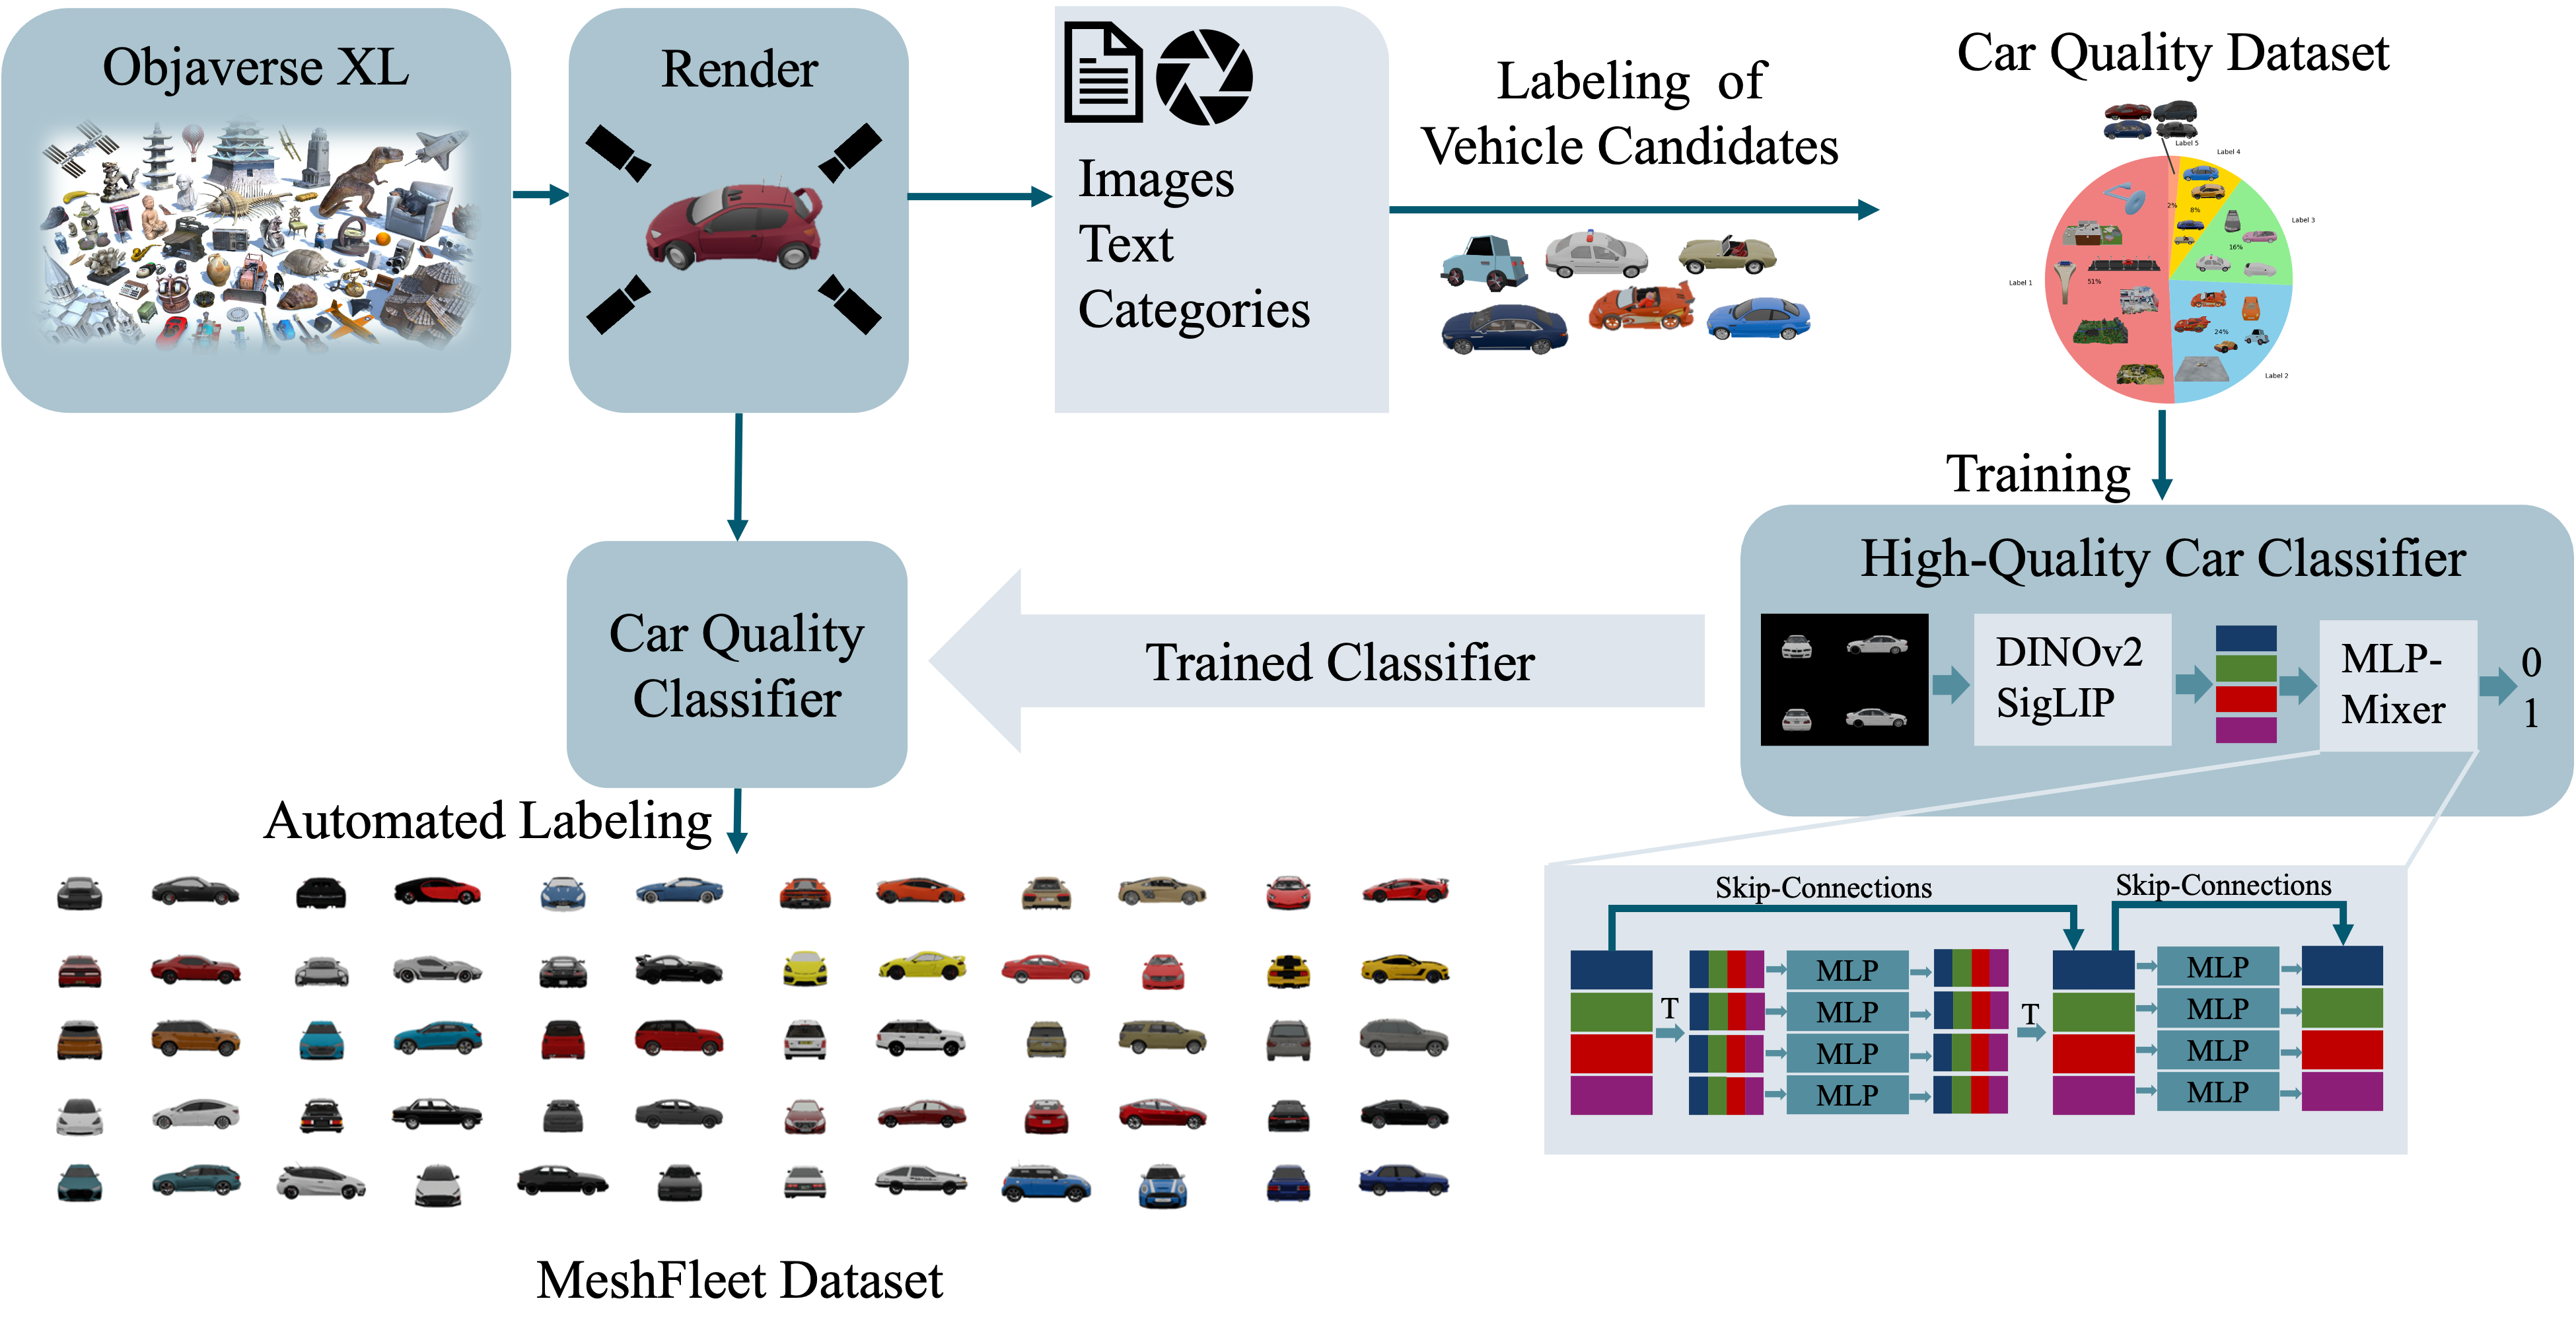 Objaverse XL
Render
Images
Text
Categories
Labeling of
Vehicle Candidates
Car Quality Dataset
Label 5
Label 4
Label 3
Label 1
Label 2
2%
8%
16%
51%
24%
Training
High-Quality Car Classifier
DINOv2
SigLIP
MLP-
Mixer
0
1
Car Quality
Classifier
Trained Classifier
Automated Labeling
Skip-Connections
Skip-Connections
T
MLP
MLP
MLP
MLP
T
MLP
MLP
MLP
MLP
MeshFleet Dataset